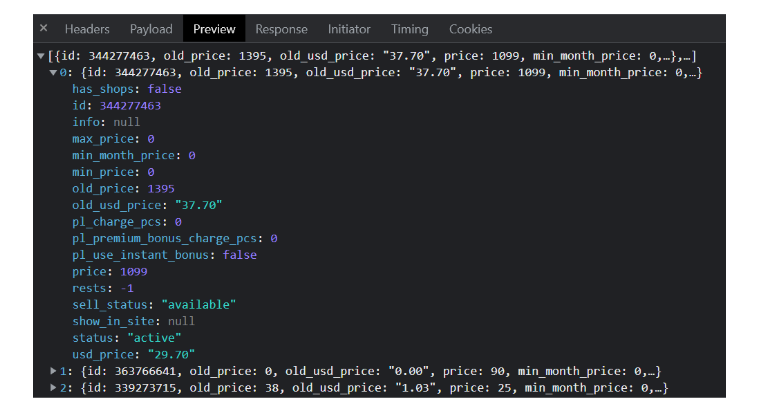 × Headers Payload Preview Response Initiator Timing Cookies
▼[{id: 344277463, old_price: 1395, old_usd_price: "37.70", price: 1099, min_month_price: 0,…},…]
▼0: {id: 344277463, old_price: 1395, old_usd_price: "37.70", price: 1099, min_month_price: 0,…}
has_shops: false
id: 344277463
info: null
max_price: 0
min_month_price: 0
min_price: 0
old_price: 1395
old_usd_price: "37.70"
pl_charge_pcs: 0
pl_premium_bonus_charge_pcs: 0
pl_use_instant_bonus: false
price: 1099
rests: -1
sell_status: "available"
show_in_site: null
status: "active"
usd_price: "29.70"
▶1: {id: 363766641, old_price: 0, old_usd_price: "0.00", price: 90, min_month_price: 0,…}
▶2: {id: 339273715, old_price: 38, old_usd_price: "1.03", price: 25, min_month_price: 0,…}